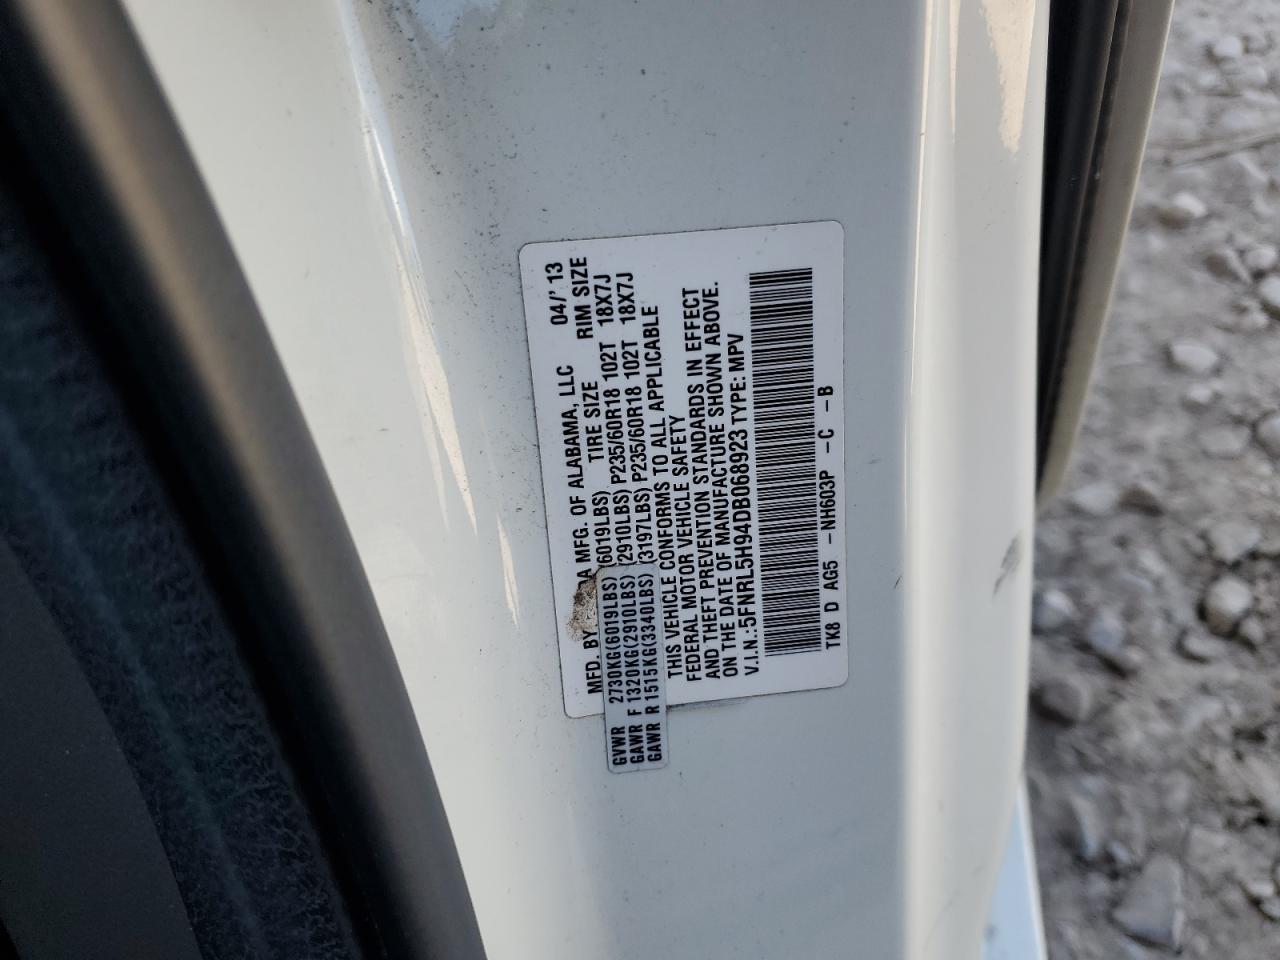 MFD. BY DA MFG. OF ALABAMA, LLC 04/' 13
(6019LBS) TIRE SIZE RIM SIZE
(2910LBS) P235/60R18 102T 18X7J
(3197LBS) P235/60R18 102T 18X7J
GVWR 2730KG(6019LBS)
GAWR F 1320KG(2910LBS)
GAWR R 1515KG(3340LBS)
THIS VEHICLE CONFORMS TO ALL APPLICABLE
FEDERAL MOTOR VEHICLE SAFETY
AND THEFT PREVENTION STANDARDS IN EFFECT
ON THE DATE OF MANUFACTURE SHOWN ABOVE.
V.I.N.:5FNRL5H94DB068923 TYPE: MPV
TK8 D AG5 -NH603P -C -B